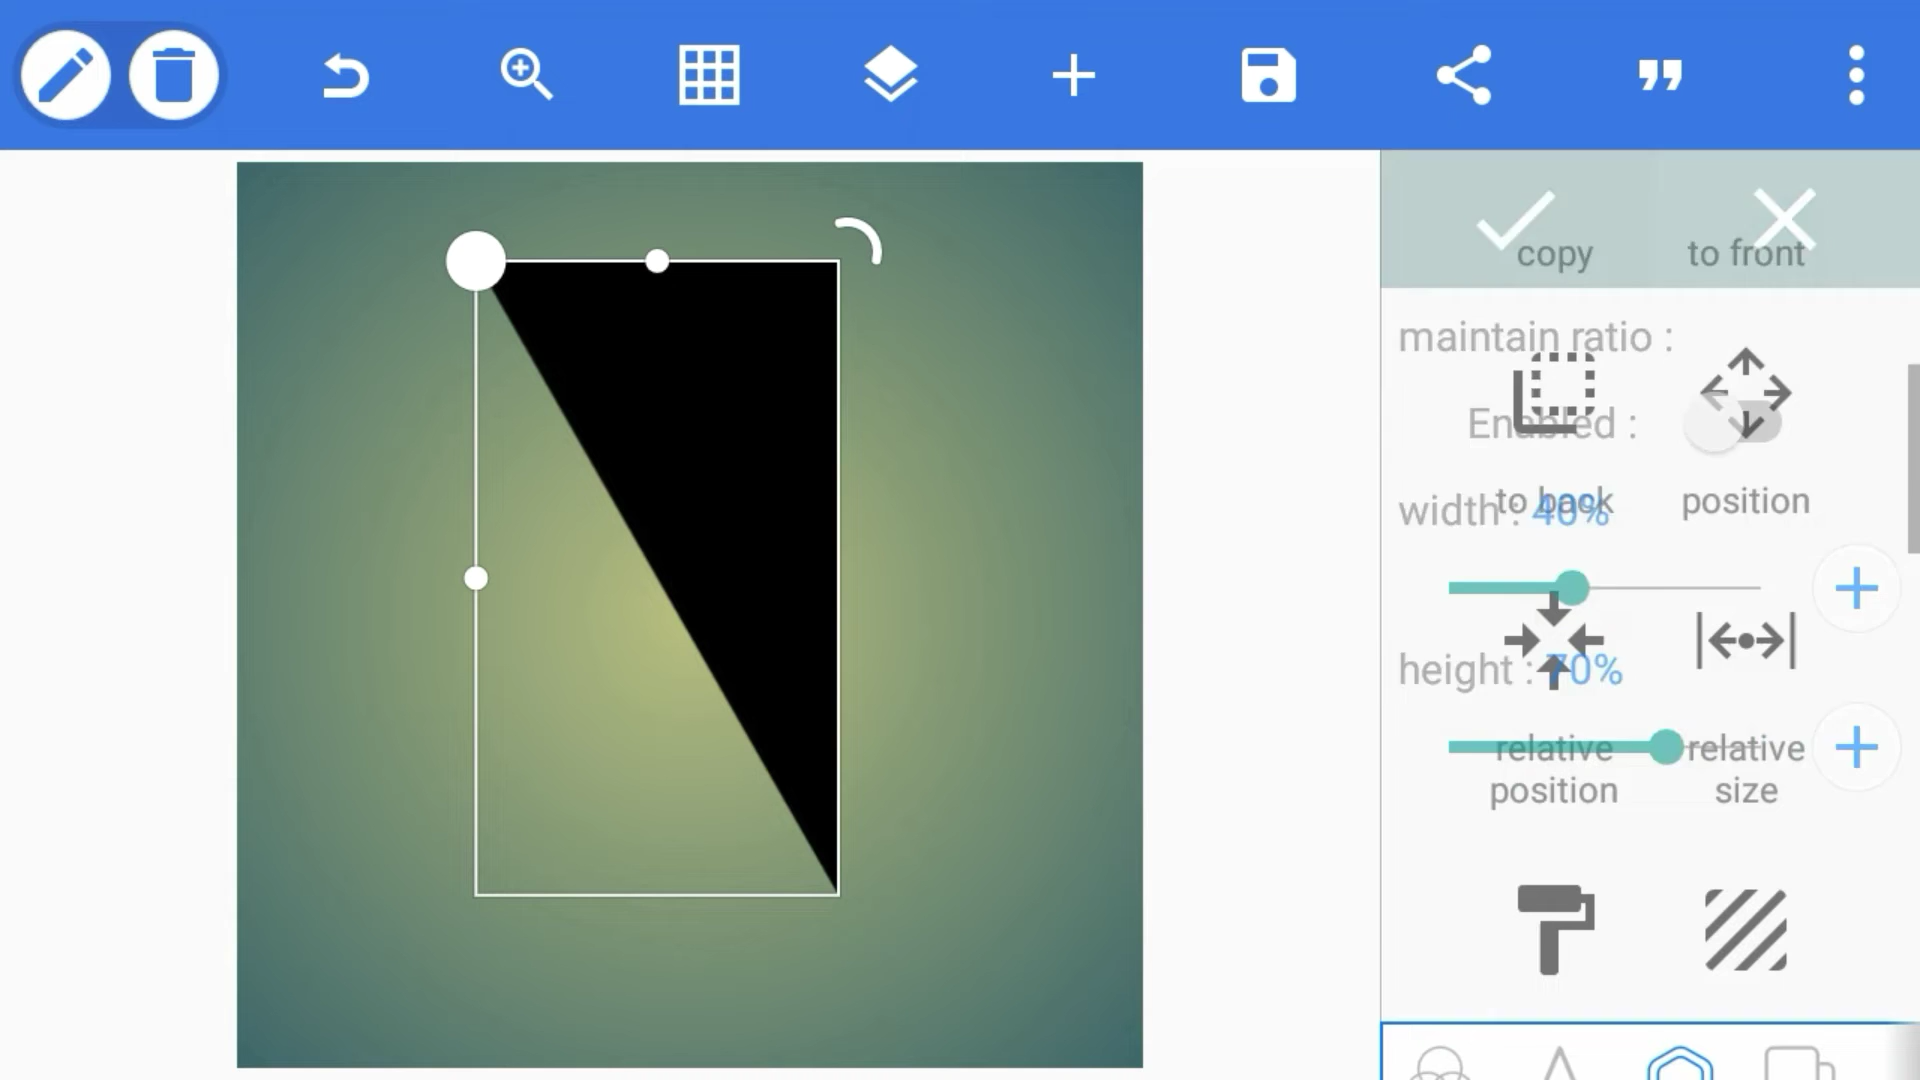 copy to front
maintain ratio :
Enabled :
to back position
width : 40%
height : 70%
relative position
relative size